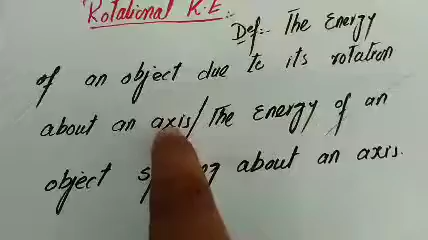 Rotational K.E :-
Def:- The Energy
of an object due to its rotation
about an axis/The Energy of an
object about an axis.